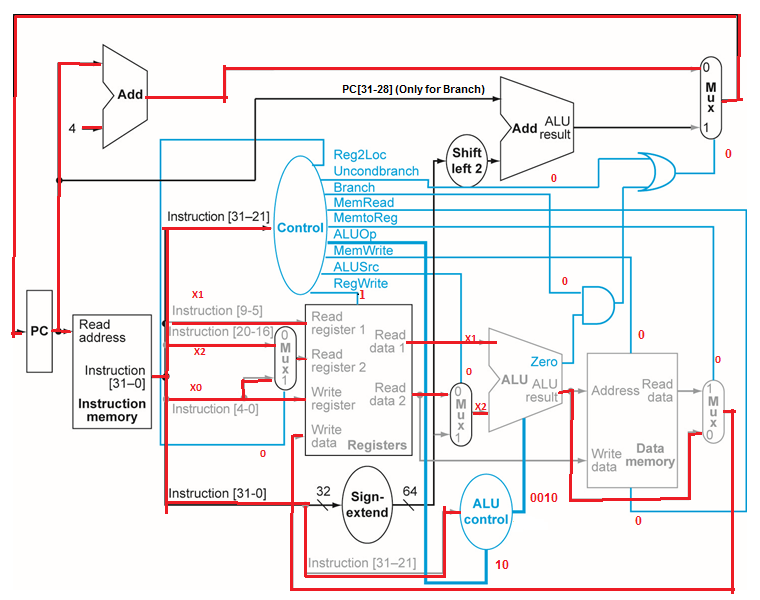 PC[31-28] (Only for Branch)
Add
4
0
Mux
1
Add
ALU result
Shift left 2
0
0
Reg2Loc
Uncondbranch
Branch
MemRead
MemtoReg
ALUOp
MemWrite
ALUSrc
RegWrite
Control
Instruction [31–21]
X1
1
0
Instruction [9-5]
Instruction [20-16]
X2
X0
Instruction [4-0]
0
PC
Read address
Instruction [31–0]
Instruction memory
0
Mux
1
Read register 1
Read register 2
Write register
Write data
Read data 1
Read data 2
Registers
X1
0
0
Mux
1
X2
Zero
ALU
ALU result
0
0
Address
Read data
Write data
Data memory
1
Mux
0
0
Instruction [31-0]
32
Sign-extend
64
ALU control
0010
10
Instruction [31–21]